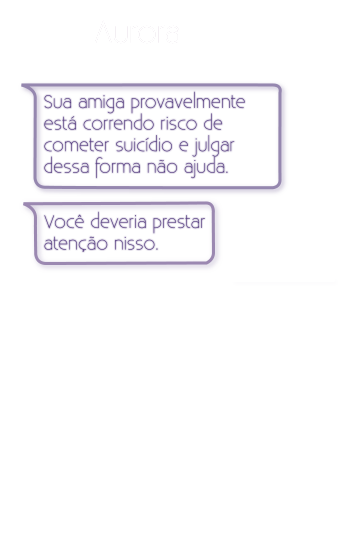 Aurora
Sua amiga provavelmente
está correndo risco de
cometer suicídio e julgar
dessa forma não ajuda.
Você deveria prestar
atenção nisso.